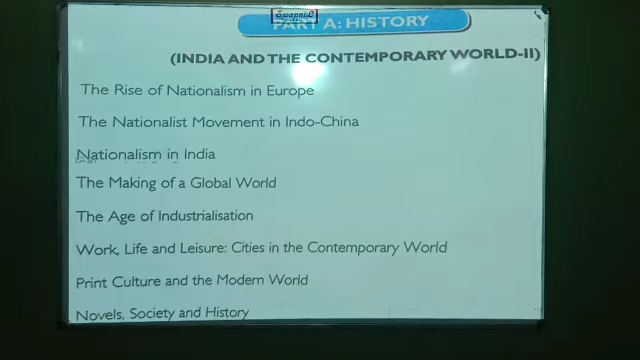 Swapnil
PART A: HISTORY
(INDIA AND THE CONTEMPORARY WORLD-II)
The Rise of Nationalism in Europe
The Nationalist Movement in Indo-China
Nationalism in India
The Making of a Global World
The Age of Industrialisation
Work, Life and Leisure: Cities in the Contemporary World
Print Culture and the Modern World
Novels, Society and History